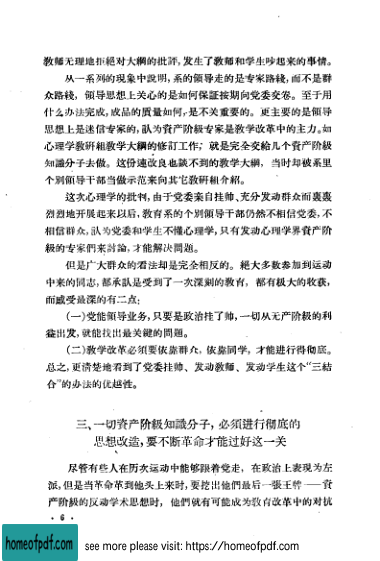 教师无理地拒絕对大綱的批評，发生了教师和学生吵起来的事情。
从一系列的現象中說明，系的領导走的是专家路綫，而不是群
众路綫，領导思想上关心的是如何保証按期向党委交卷。至于用
什么办法完成，成品的質量如何，是不关重要的。更主要的是領导
思想上是迷信专家的，認为資产阶級专家是教学改革中的主力。如
心理学敎研組敎学大綱的修訂工作，就是完全交給几个資产阶級
知識分子去做。这份連改良也談不到的教学大綱，当时却被系里
个別領导干部当做示范来向其它教研組介紹。
这次心理学的批判，由于党委亲自挂帅、充分发动群众而轰轰
烈烈地开展起来以后，教育系的个別領导干部仍然不相信党委，不
相信群众，認为党委和学生不懂心理学，只有发动心理学界資产阶
級的专家們来討論，才能解决問題。
但是广大群众的看法却是完全相反的。絕大多数参加到运动
中来的同志，都承認是受到了一次深刻的教育，都有极大的收获，
而感受最深的有二点：
(一)党能領导业务，只要是政治挂了帅，一切从无产阶級的利
益出发，就能找出最关键的問題。
(二)教学改革必須要依靠群众，依靠同学，才能进行得彻底。
总之，更清楚地看到了党委挂帅、发动教师、发动学生这个“三結
合”的办法的优越性。
三、一切資产阶級知識分子，必須进行彻底的
思想改造，要不断革命才能过好这一关
尽管有些人在历次运动中能够跟着党走，在政治上表現为左
派，但是当革命革到他头上来时，要挖出他們最后一張王牌——資
产阶級的反动学术思想时，他們就有可能成为敎育改革中的对抗
· 6 ·
homeofpdf.com
see more please visit: https://homeofpdf.com